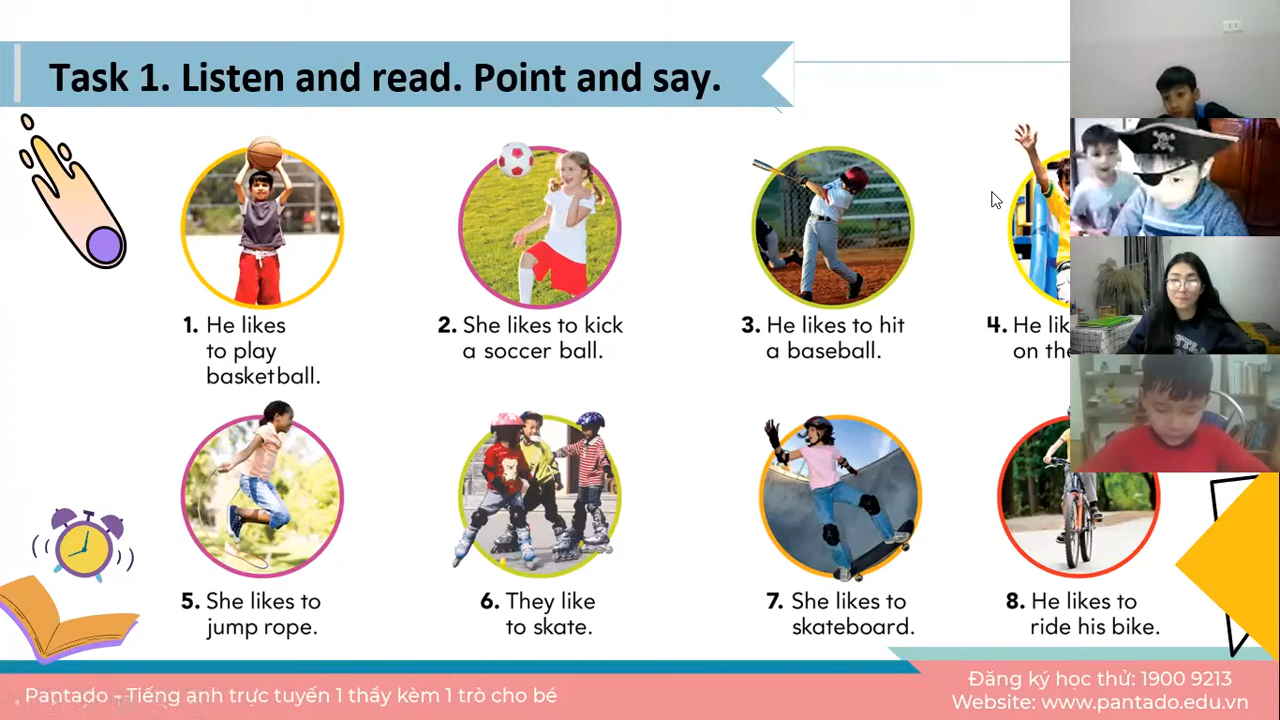 Task 1. Listen and read. Point and say.
1. He likes
to play
basketball.
2. She likes to kick
a soccer ball.
3. He likes to hit
a baseball.
4. He
on
5. She likes to
jump rope.
6. They like
to skate.
7. She likes to
skateboard.
8. He likes to
ride his bike.
Pantado - Tiếng anh trực tuyến 1 thầy kèm 1 trò cho bé
Đăng ký học thử: 1900 9213
Website: www.pantado.edu.vn